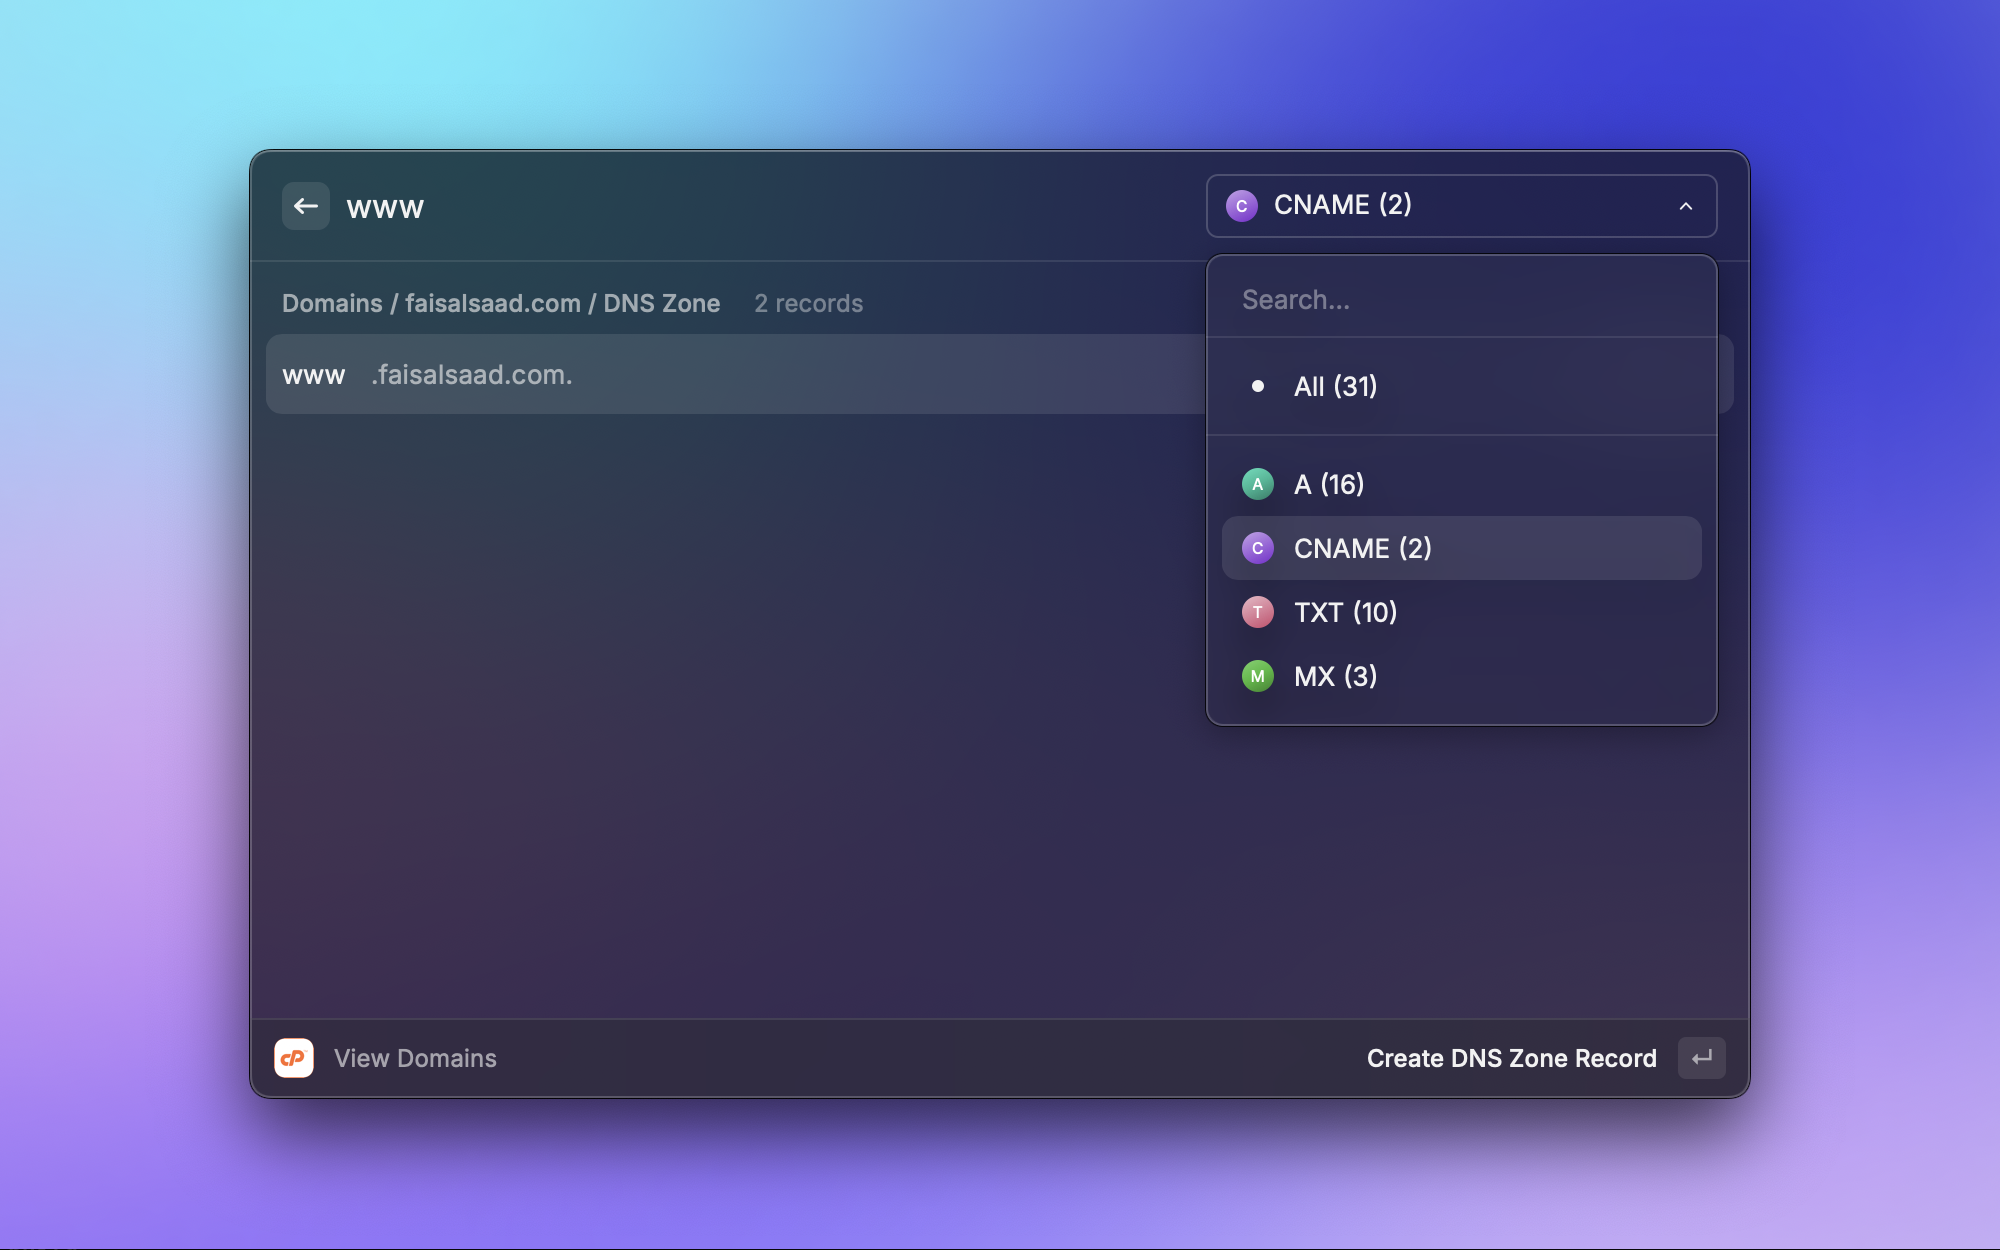 www
C CNAME (2)
Domains / faisalsaad.com / DNS Zone 2 records
Search...
www .faisalsaad.com.
All (31)
A A (16)
C CNAME (2)
T TXT (10)
M MX (3)
cP View Domains
Create DNS Zone Record